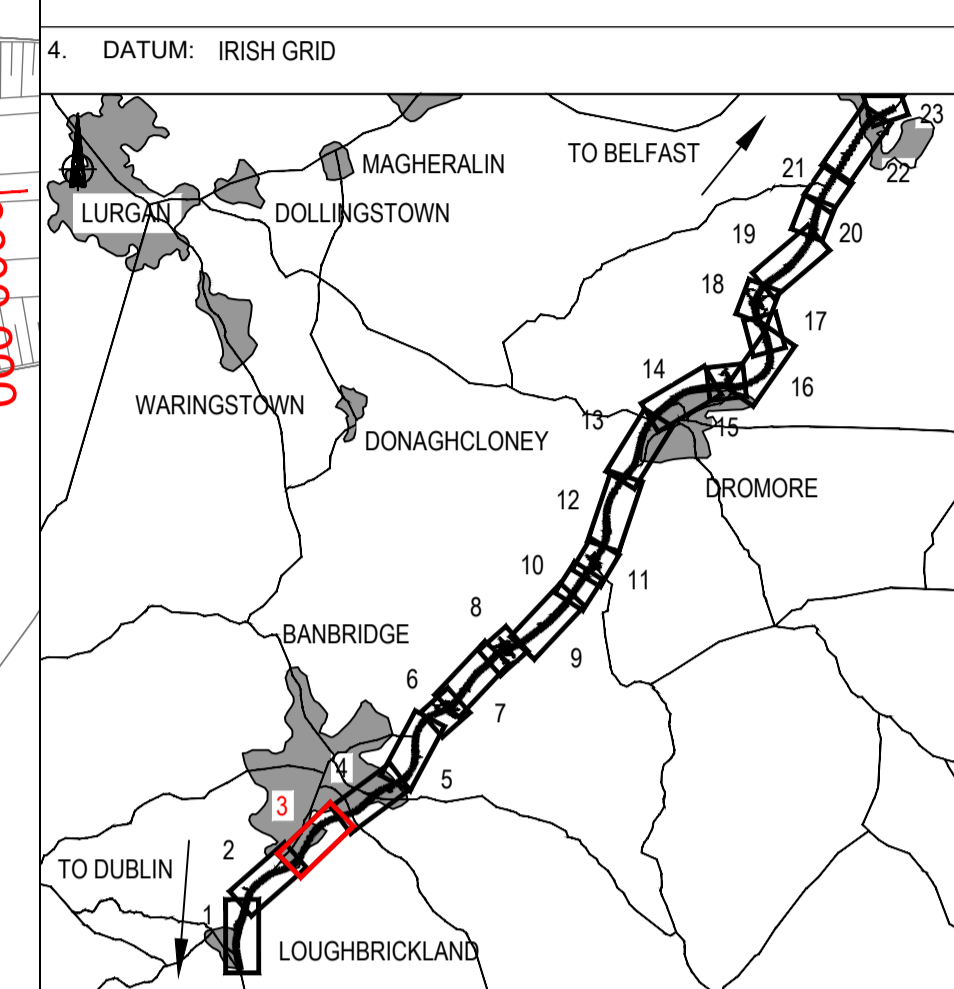 4. DATUM: IRISH GRID
23
TO BELFAST
MAGHERALIN
21
22
LURGAN
DOLLINGSTOWN
19
20
18
17
14
16
WARINGSTOWN
13
15
DONAGHCLONEY
DROMORE
12
10
11
8
BANBRIDGE
9
6
7
4
5
3
2
TO DUBLIN
1
LOUGHBRICKLAND